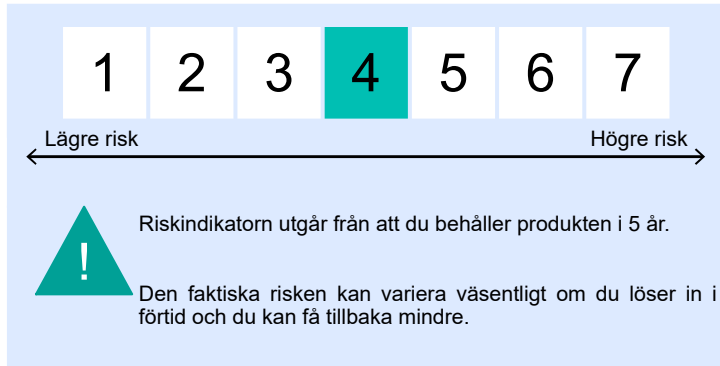 1 2 3 4 5 6 7
Lägre risk Högre risk
!
Riskindikatorn utgår från att du behåller produkten i 5 år.
Den faktiska risken kan variera väsentligt om du löser in i
förtid och du kan få tillbaka mindre.